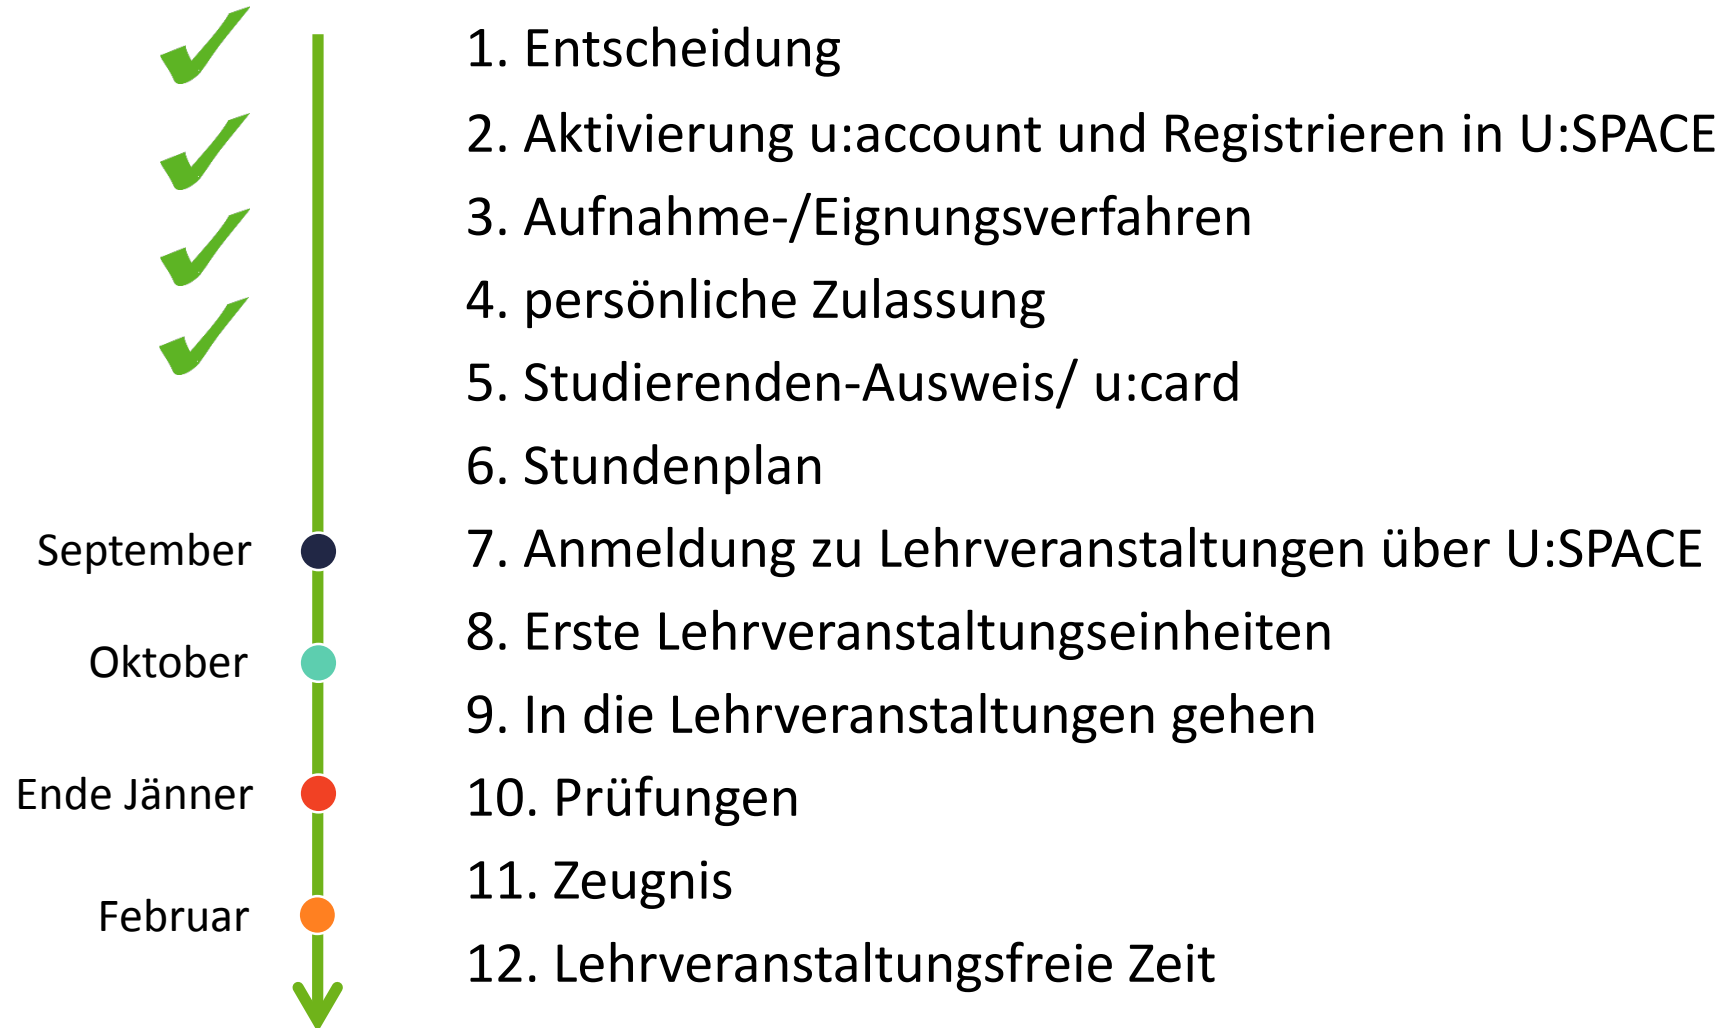 1. Entscheidung
2. Aktivierung u:account und Registrieren in U:SPACE
3. Aufnahme-/Eignungsverfahren
4. persönliche Zulassung
5. Studierenden-Ausweis/ u:card
6. Stundenplan
September
7. Anmeldung zu Lehrveranstaltungen über U:SPACE
8. Erste Lehrveranstaltungseinheiten
Oktober
9. In die Lehrveranstaltungen gehen
Ende Jänner
10. Prüfungen
11. Zeugnis
Februar
12. Lehrveranstaltungsfreie Zeit